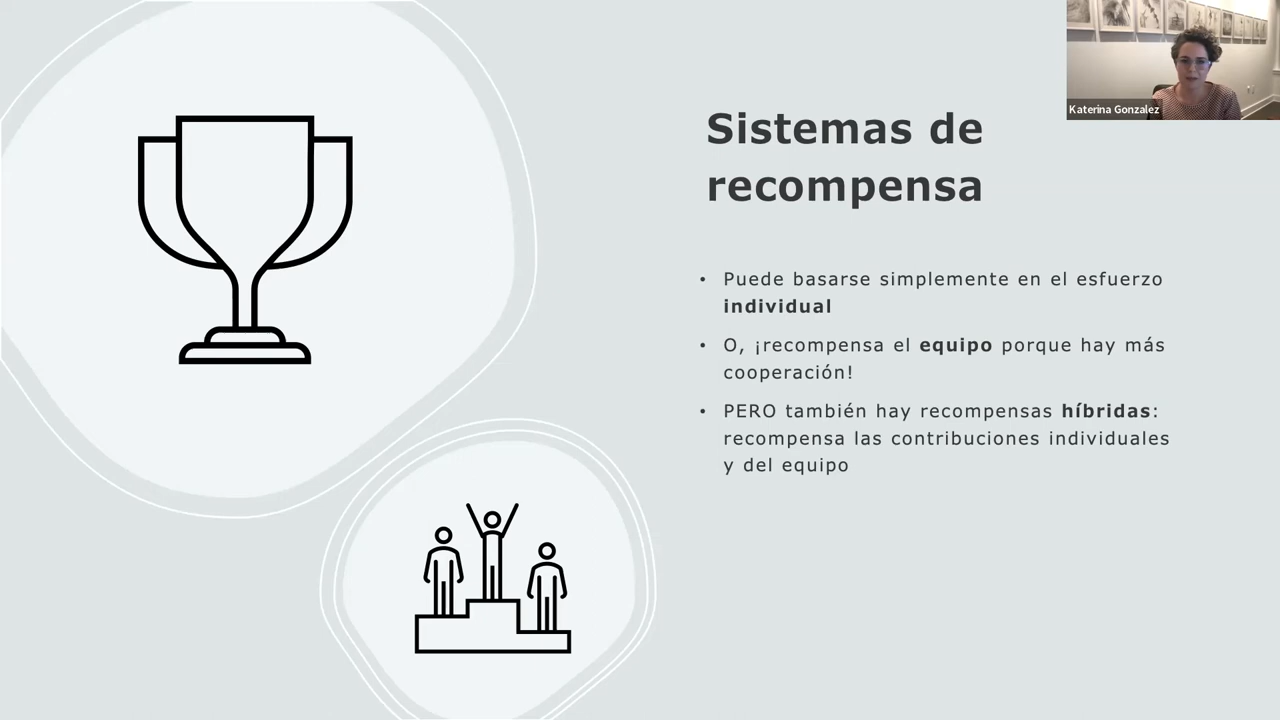 Katerina Gonzalez
Sistemas de
recompensa
• Puede basarse simplemente en el esfuerzo
individual
• O, ¡recompensa el equipo porque hay más
cooperación!
• PERO también hay recompensas híbridas:
recompensa las contribuciones individuales
y del equipo